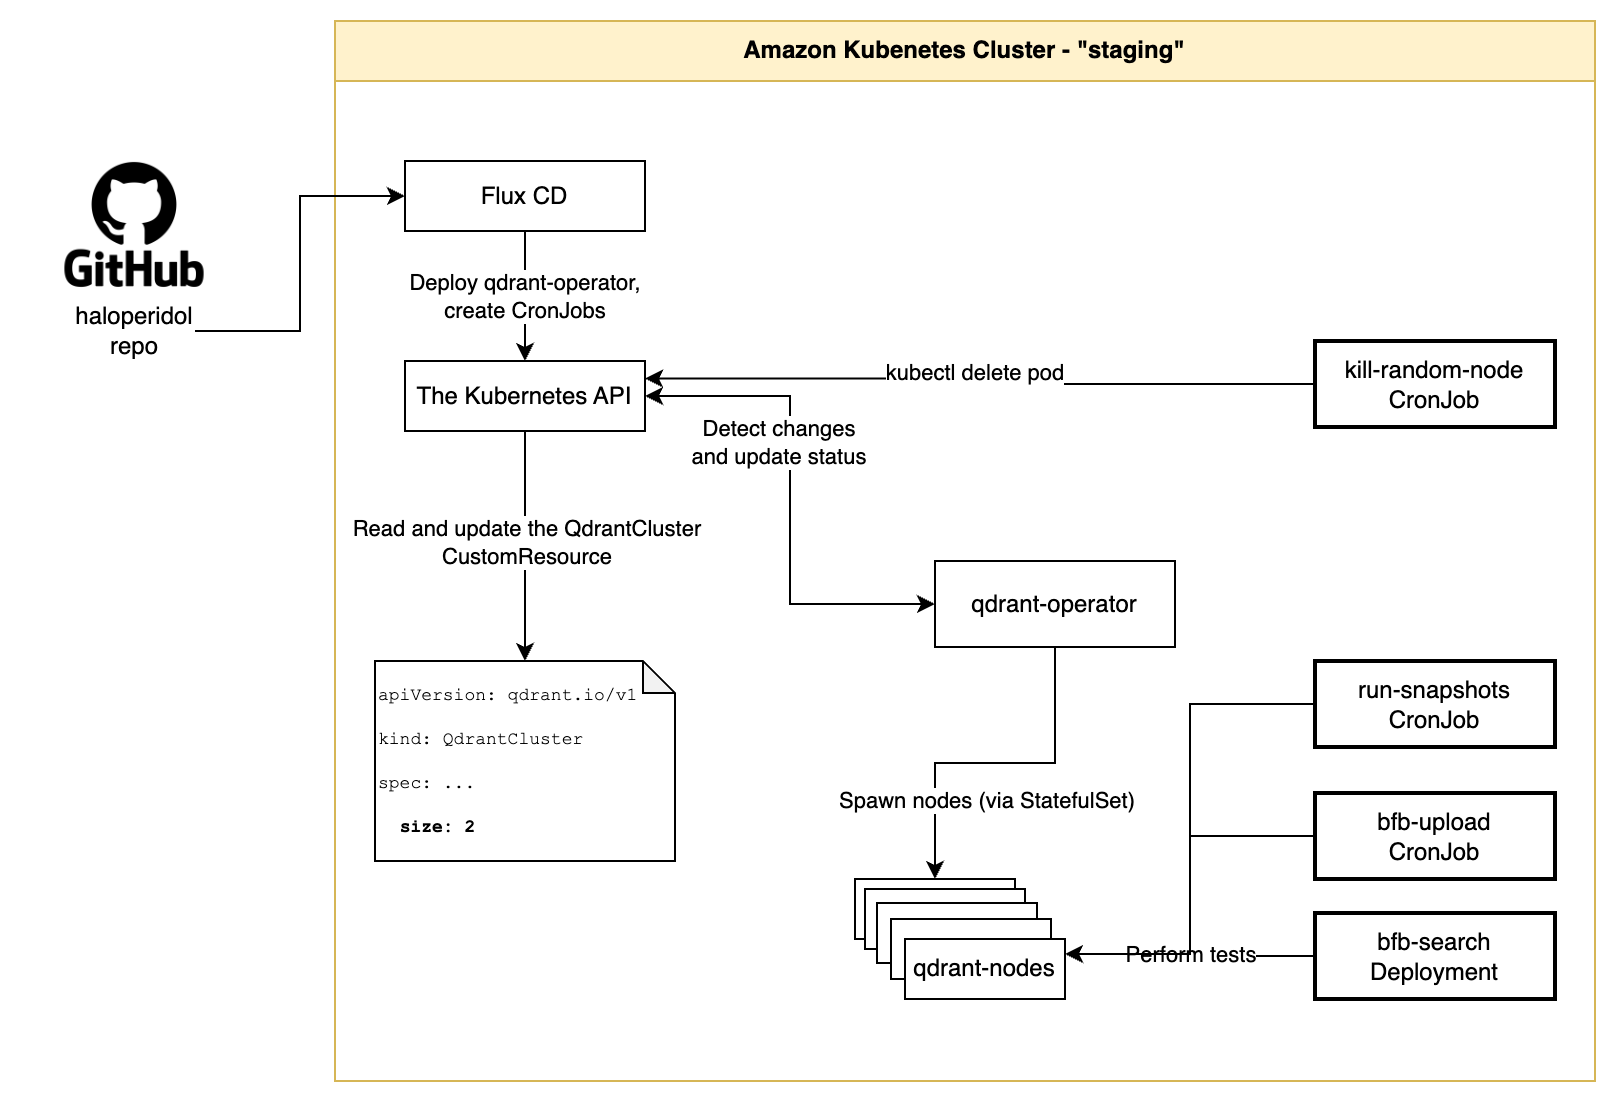 Amazon Kubenetes Cluster - "staging"
GitHub
haloperidol
repo
Flux CD
Deploy qdrant-operator,
create CronJobs
The Kubernetes API
kubectl delete pod
kill-random-node
CronJob
Detect changes
and update status
Read and update the QdrantCluster
CustomResource
qdrant-operator
apiVersion: qdrant.io/v1
kind: QdrantCluster
spec: ...
size: 2
Spawn nodes (via StatefulSet)
qdrant-nodes
Perform tests
run-snapshots
CronJob
bfb-upload
CronJob
bfb-search
Deployment